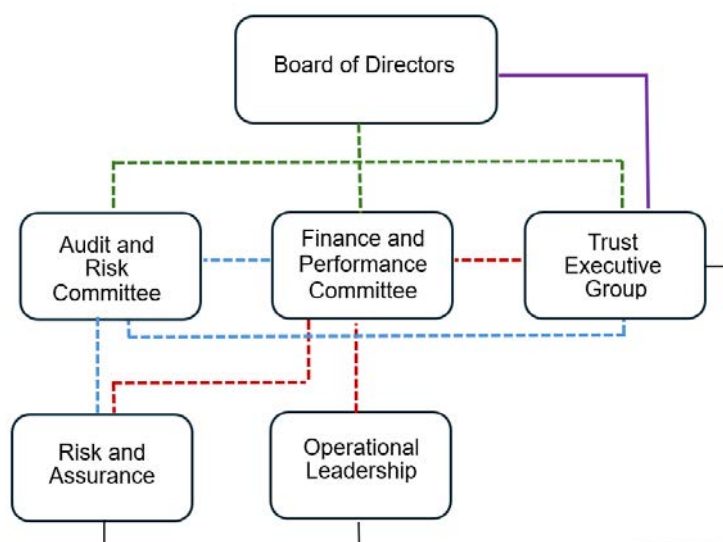 Board of Directors
Audit and
Risk
Committee
Finance and
Performance
Committee
Trust
Executive
Group
Risk and
Assurance
Operational
Leadership